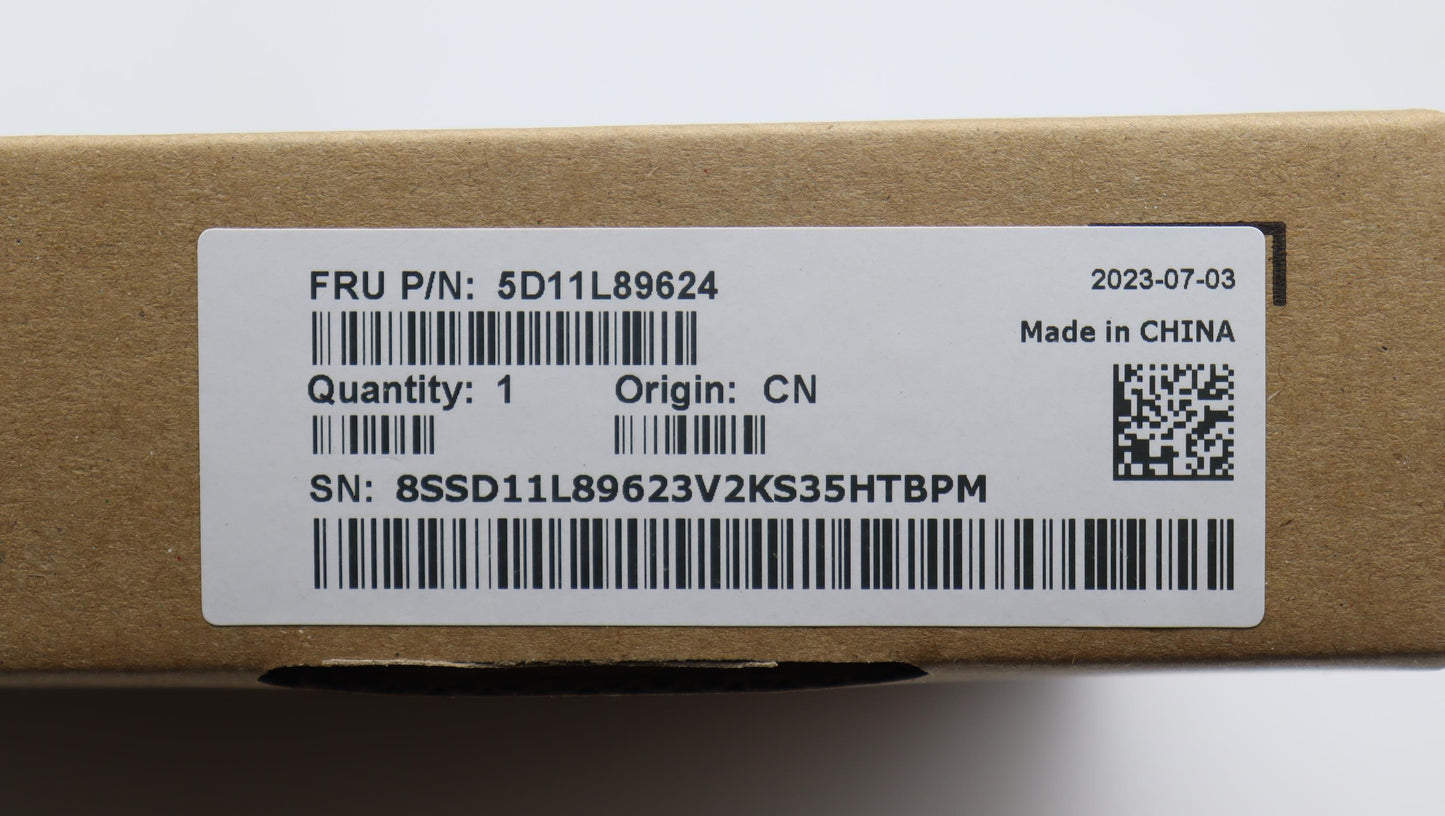 FRU P/N: 5D11L89624
2023-07-03
Made in CHINA
Quantity: 1 Origin: CN
SN: 8SSD11L89623V2KS35HTBPM